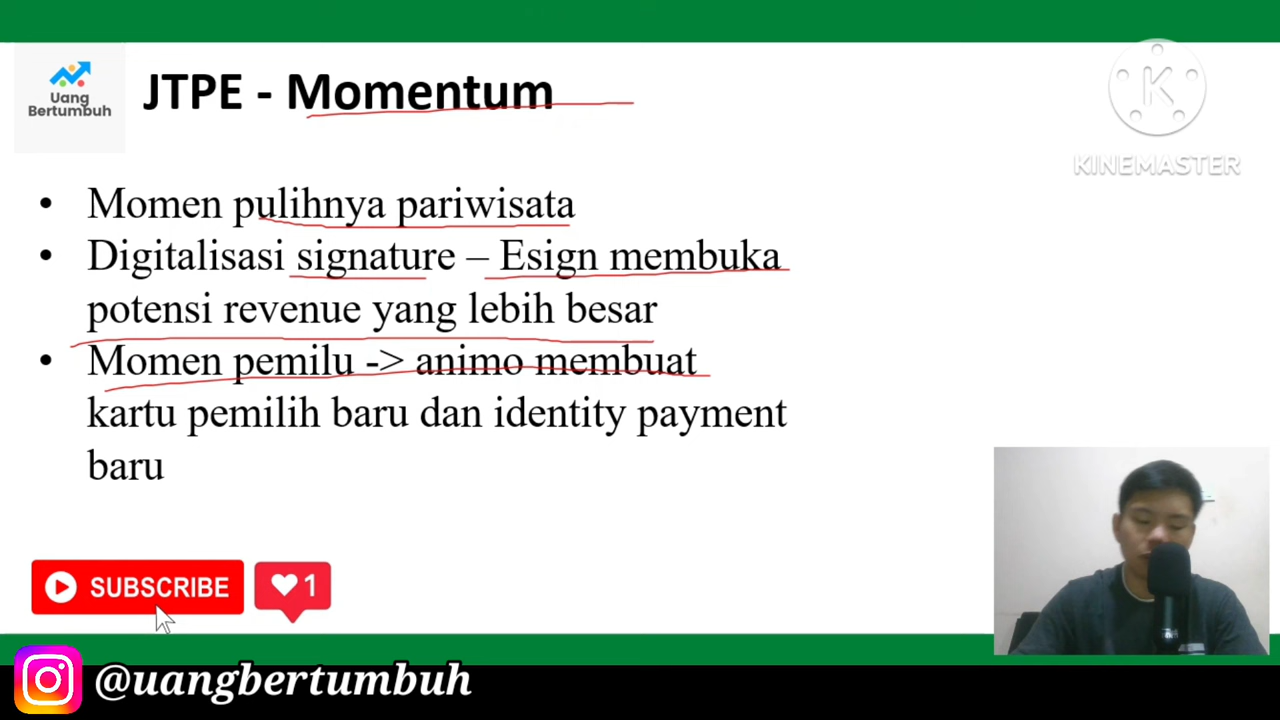 Uang
Bertumbuh
JTPE - Momentum
KINEMASTER
• Momen pulihnya pariwisata
• Digitalisasi signature – Esign membuka
potensi revenue yang lebih besar
• Momen pemilu -> animo membuat
kartu pemilih baru dan identity payment
baru
SUBSCRIBE
1
@uangbertumbuh